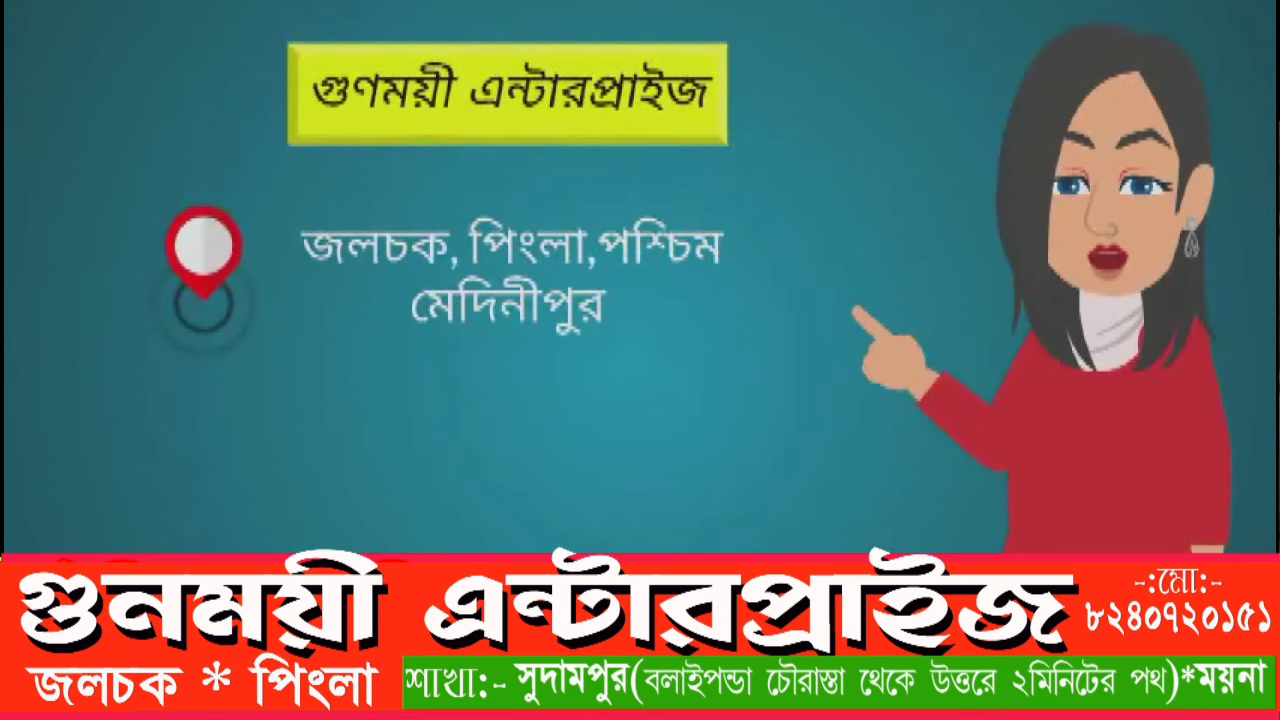 গুণময়ী এন্টারপ্রাইজ
জলচক, পিংলা,পশ্চিম
মেদিনীপুর
গুনময়ী এন্টারপ্রাইজ
-:মো:-
৮২৪০৭২০১৫১
জলচক * পিংলা
শাখা:- সুদামপুর(বলাইপন্ডা চৌরাস্তা থেকে উত্তরে ২মিনিটের পথ)*ময়না